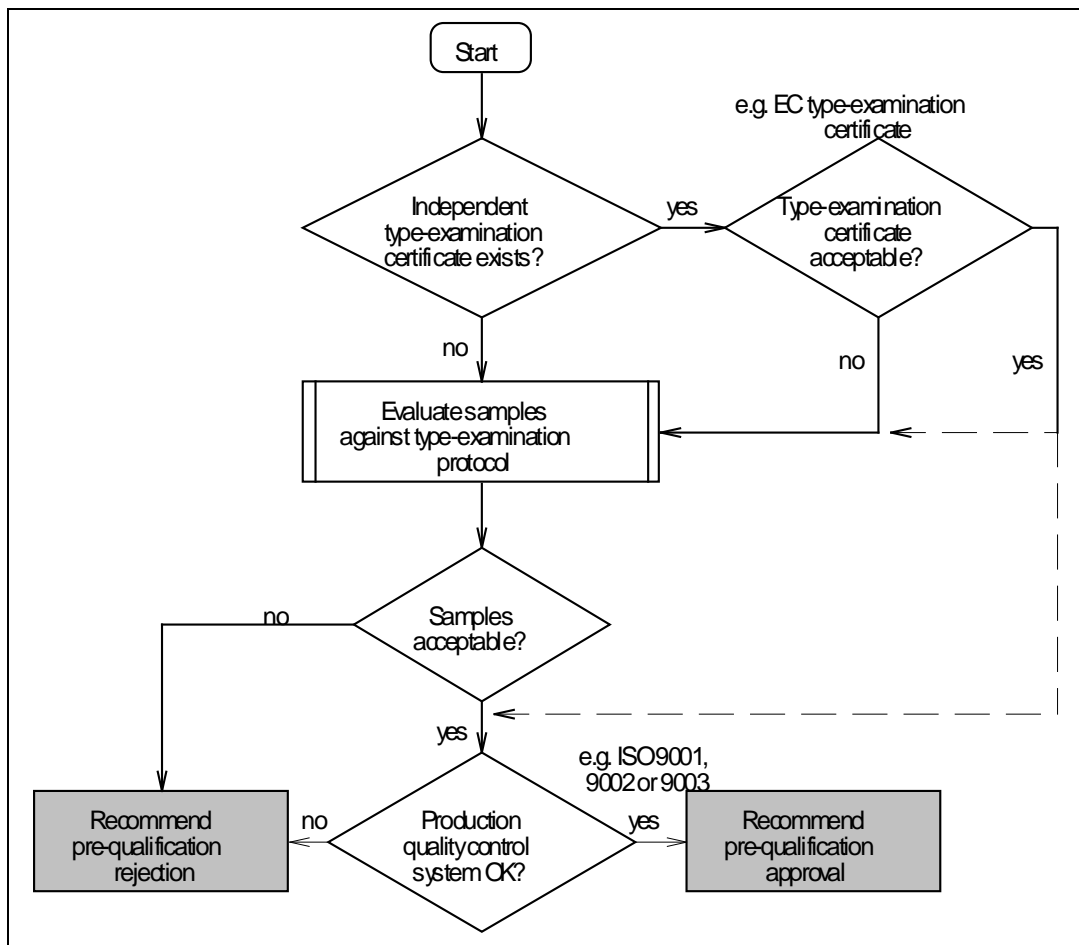 Start
e.g. EC type-examination
certificate
Independent
type-examination
certificate exists?
yes
Type-examination
certificate
acceptable?
no
no
yes
Evaluate samples
against type-examination
protocol
no
Samples
acceptable?
yes
e.g. ISO 9001,
9002 or 9003
Recommend
pre-qualification
rejection
no
Production
quality control
system OK?
yes
Recommend
pre-qualification
approval